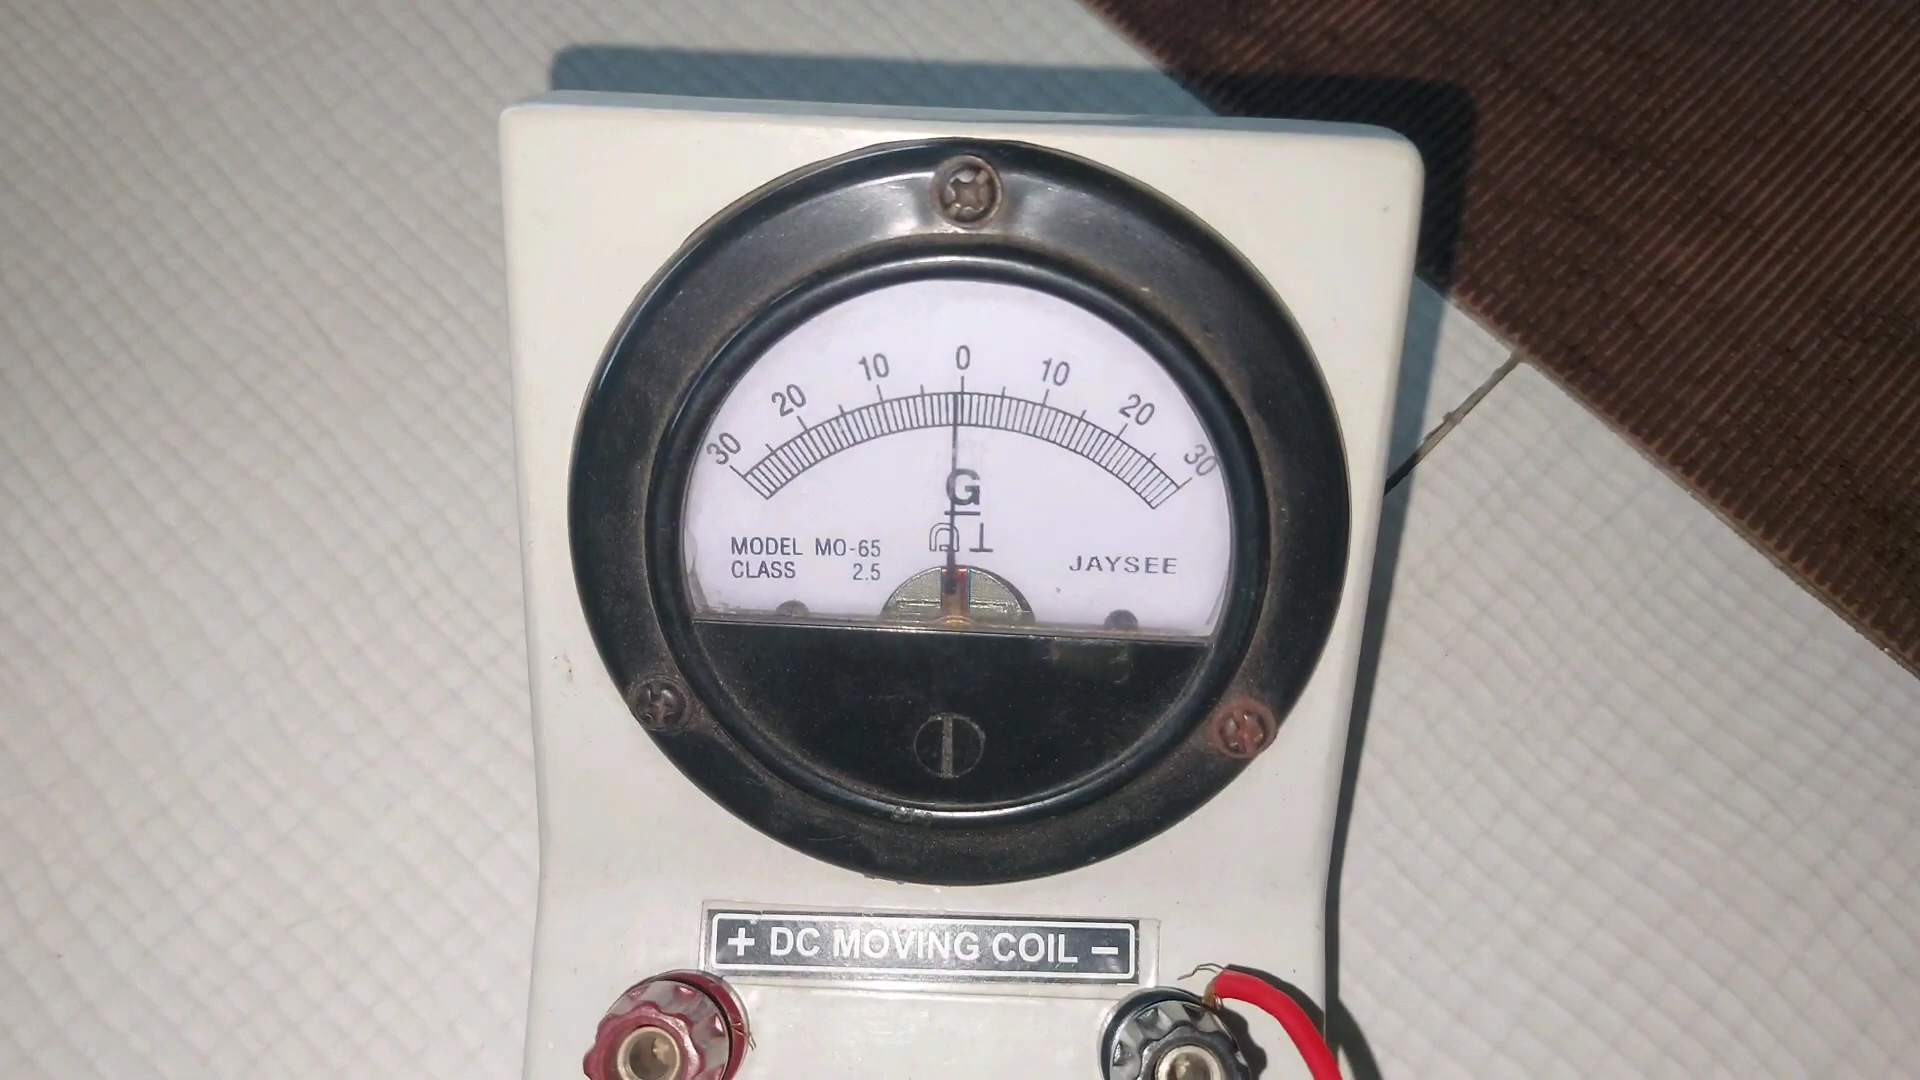 30 20 10 0 10 20 30
G
MODEL MO-65
CLASS 2.5
JAYSEE
+ DC MOVING COIL −